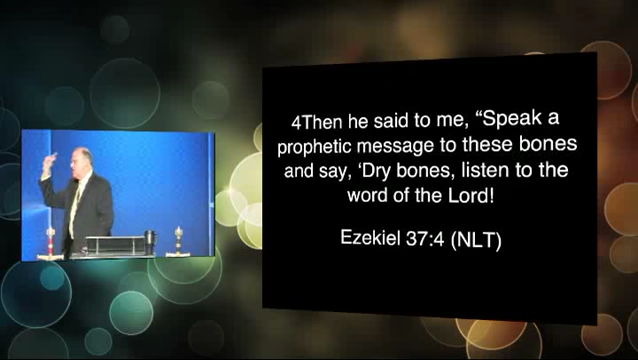 4Then he said to me, “Speak a
prophetic message to these bones
and say, ‘Dry bones, listen to the
word of the Lord!
Ezekiel 37:4 (NLT)